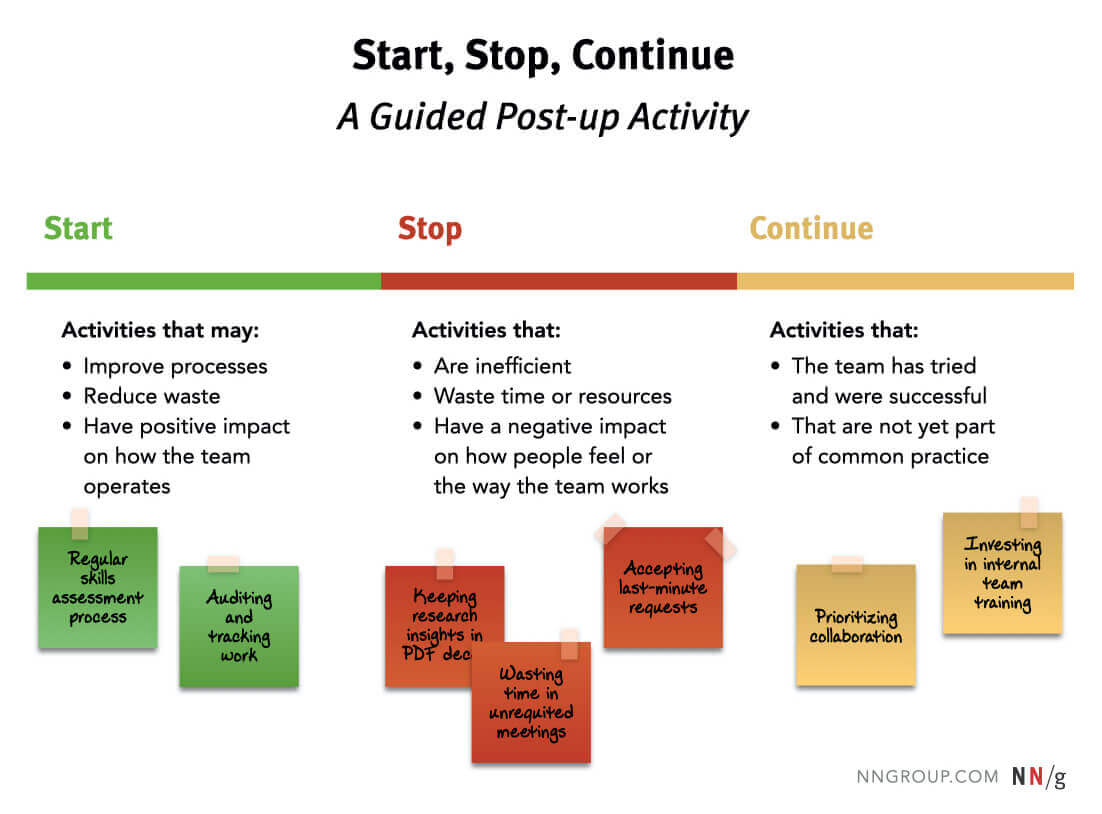 Start, Stop, Continue
A Guided Post-up Activity
Start
Stop
Continue
Activities that may:
• Improve processes
• Reduce waste
• Have positive impact
on how the team
operates
Activities that:
• Are inefficient
• Waste time or resources
• Have a negative impact
on how people feel or
the way the team works
Activities that:
• The team has tried
and were successful
• That are not yet part
of common practice
Regular
skills
assessment
process
Auditing
and
tracking
work
Keeping
research
insights in
PDF
Wasting
time in
unrequited
meetings
Accepting
last-minute
requests
Prioritizing
collaboration
Investing
in internal
team
training
NNGROUP.COM NN/g